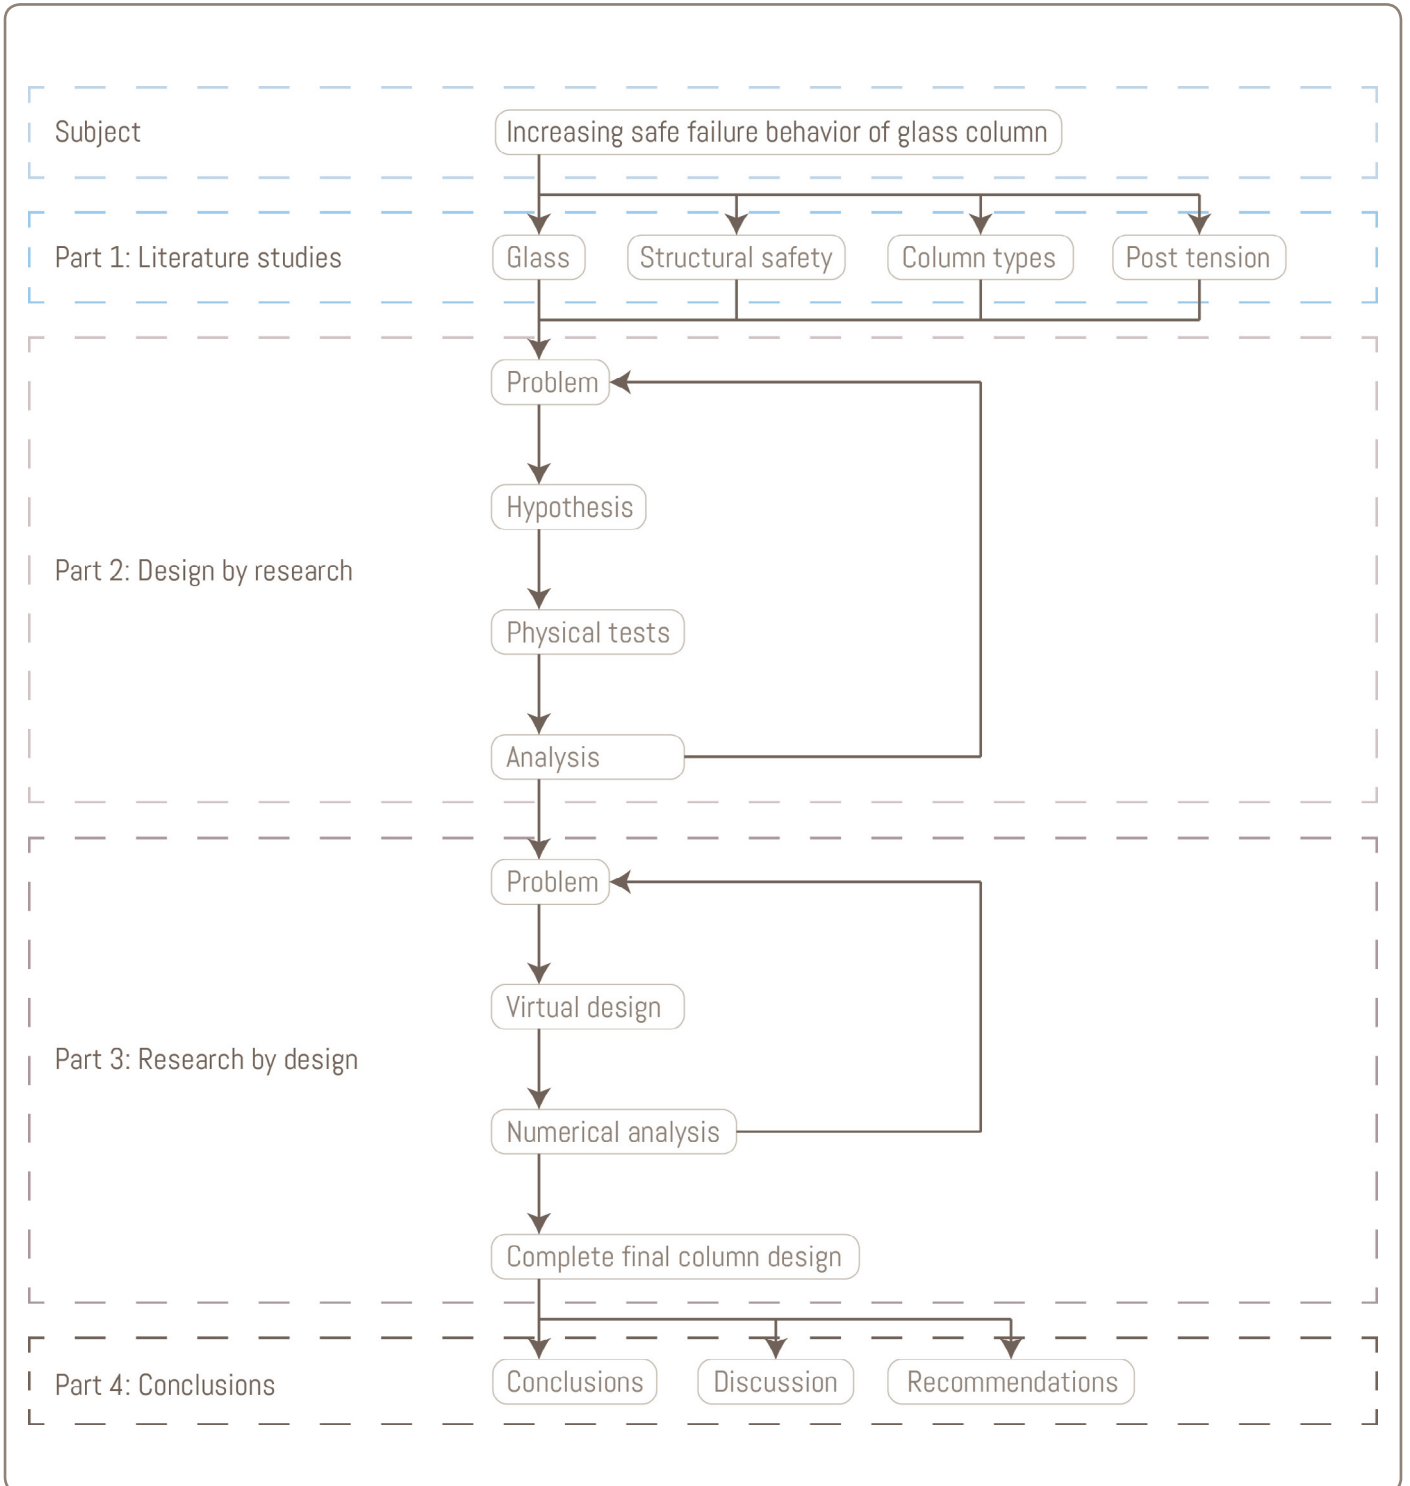 Subject
Increasing safe failure behavior of glass column
Part 1: Literature studies
Glass
Structural safety
Column types
Post tension
Problem
Hypothesis
Part 2: Design by research
Physical tests
Analysis
Problem
Virtual design
Part 3: Research by design
Numerical analysis
Complete final column design
Part 4: Conclusions
Conclusions
Discussion
Recommendations